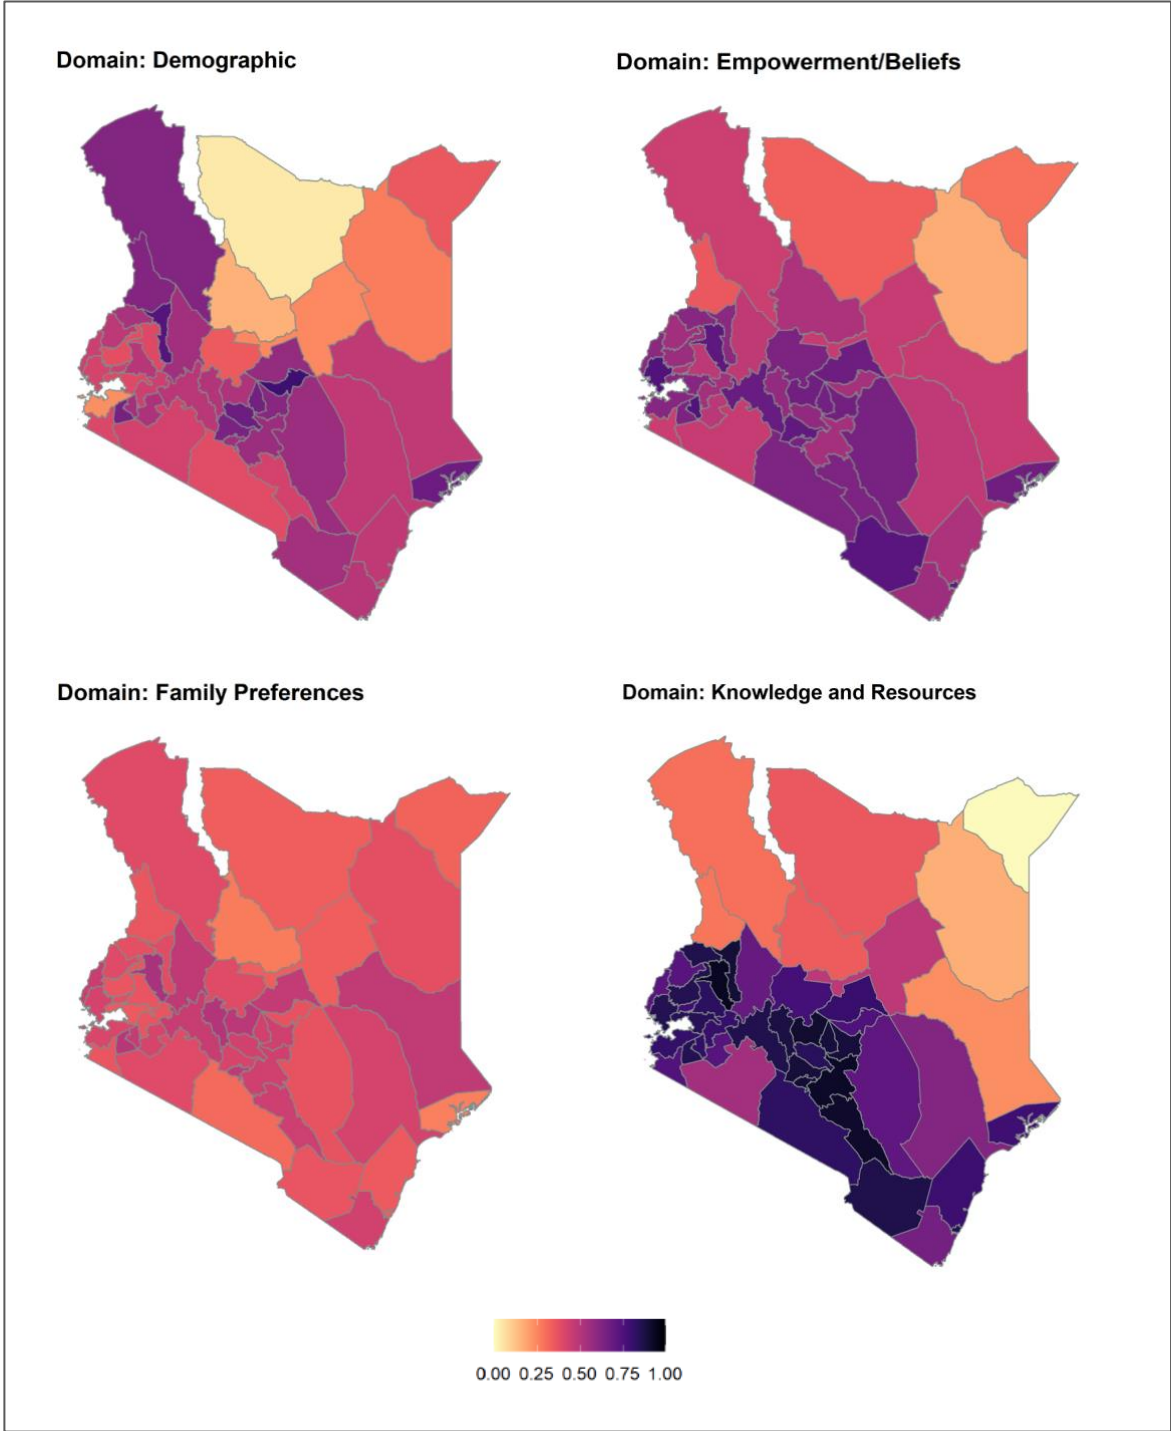 Domain: Demographic
Domain: Empowerment/Beliefs
Domain: Family Preferences
Domain: Knowledge and Resources
0.00 0.25 0.50 0.75 1.00